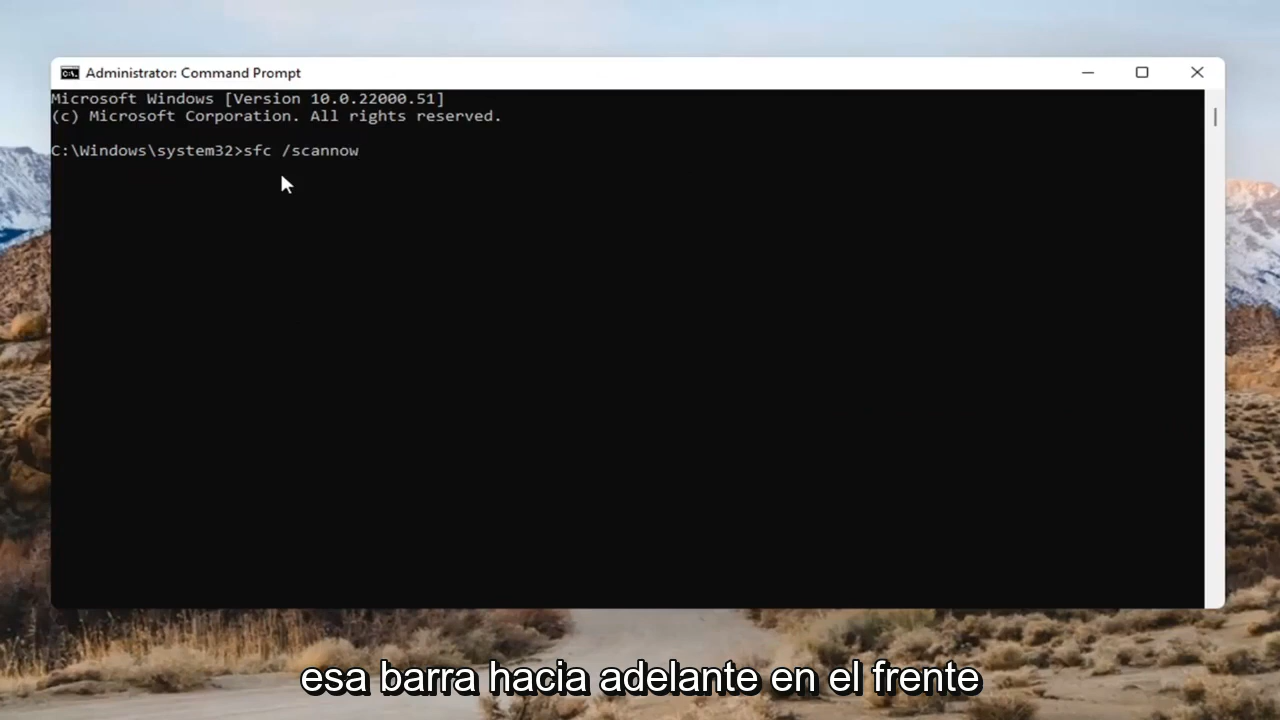 Administrator: Command Prompt
Microsoft Windows [Version 10.0.22000.51]
(c) Microsoft Corporation. All rights reserved.
C:\Windows\system32>sfc /scannow
esa barra hacia adelante en el frente